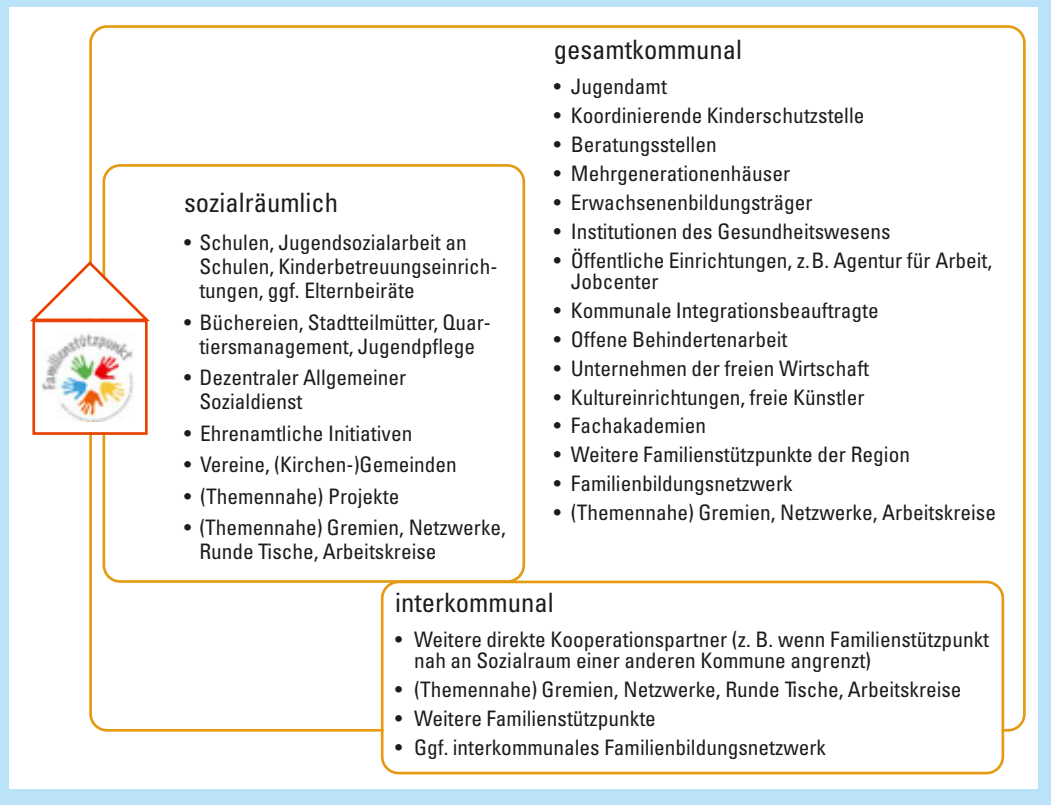 gesamtkommunal
• Jugendamt
• Koordinierende Kinderschutzstelle
• Beratungsstellen
• Mehrgenerationenhäuser
• Erwachsenenbildungsträger
• Institutionen des Gesundheitswesens
• Öffentliche Einrichtungen, z. B. Agentur für Arbeit,
Jobcenter
• Kommunale Integrationsbeauftragte
• Offene Behindertenarbeit
• Unternehmen der freien Wirtschaft
• Kultureinrichtungen, freie Künstler
• Fachakademien
• Weitere Familienstützpunkte der Region
• Familienbildungsnetzwerk
• (Themennahe) Gremien, Netzwerke, Arbeitskreise
sozialräumlich
• Schulen, Jugendsozialarbeit an
Schulen, Kinderbetreuungseinrich-
tungen, ggf. Elternbeiräte
• Büchereien, Stadtteilmütter, Quar-
tiersmanagement, Jugendpflege
• Dezentraler Allgemeiner
Sozialdienst
• Ehrenamtliche Initiativen
• Vereine, (Kirchen-)Gemeinden
• (Themennahe) Projekte
• (Themennahe) Gremien, Netzwerke,
Runde Tische, Arbeitskreise
Familienstützpunkt
interkommunal
• Weitere direkte Kooperationspartner (z. B. wenn Familienstützpunkt
nah an Sozialraum einer anderen Kommune angrenzt)
• (Themennahe) Gremien, Netzwerke, Runde Tische, Arbeitskreise
• Weitere Familienstützpunkte
• Ggf. interkommunales Familienbildungsnetzwerk